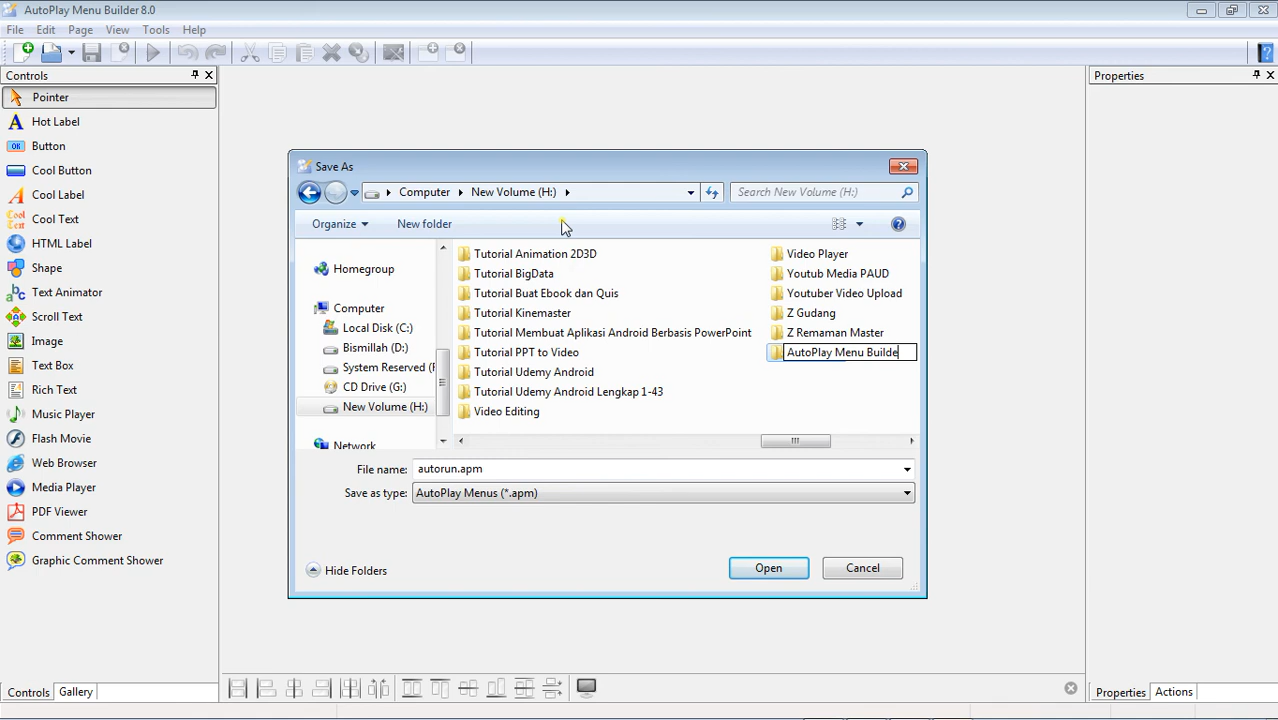 AutoPlay Menu Builder 8.0
File Edit Page View Tools Help
Controls
Properties
Pointer
Hot Label
Button
Cool Button
Cool Label
Cool Text
HTML Label
Shape
Text Animator
Scroll Text
Image
Text Box
Rich Text
Music Player
Flash Movie
Web Browser
Media Player
PDF Viewer
Comment Shower
Graphic Comment Shower
Save As
Computer New Volume (H:)
Search New Volume (H:)
Organize New folder
Homegroup
Computer
Local Disk (C:)
Bismillah (D:)
System Reserved (F
CD Drive (G:)
New Volume (H:)
Network
Tutorial Animation 2D3D
Tutorial BigData
Tutorial Buat Ebook dan Quis
Tutorial Kinemaster
Tutorial Membuat Aplikasi Android Berbasis PowerPoint
Tutorial PPT to Video
Tutorial Udemy Android
Tutorial Udemy Android Lengkap 1-43
Video Editing
Video Player
Youtub Media PAUD
Youtuber Video Upload
Z Gudang
Z Remaman Master
AutoPlay Menu Builde
File name: autorun.apm
Save as type: AutoPlay Menus (*.apm)
Hide Folders
Open
Cancel
Controls Gallery
Properties Actions